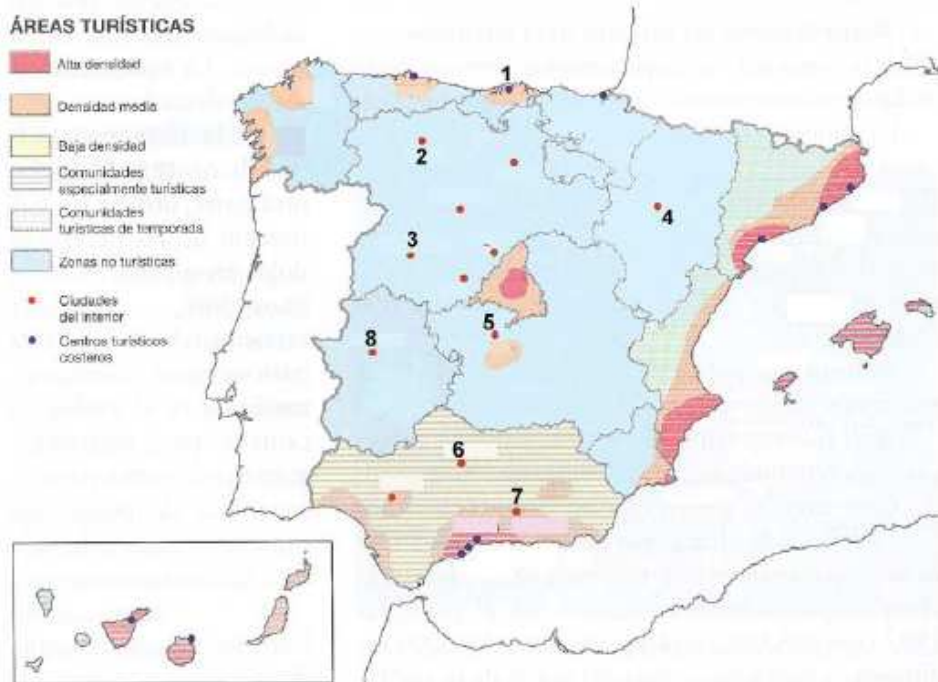 ÁREAS TURÍSTICAS
Alta densidad
Densidad media
Baja densidad
Comunidades
especialmente turísticas
Comunidades
turísticas de temporada
Zonas no turísticas
Ciudades
del interior
Centros turísticos
costeros
1
2
3
4
5
8
6
7